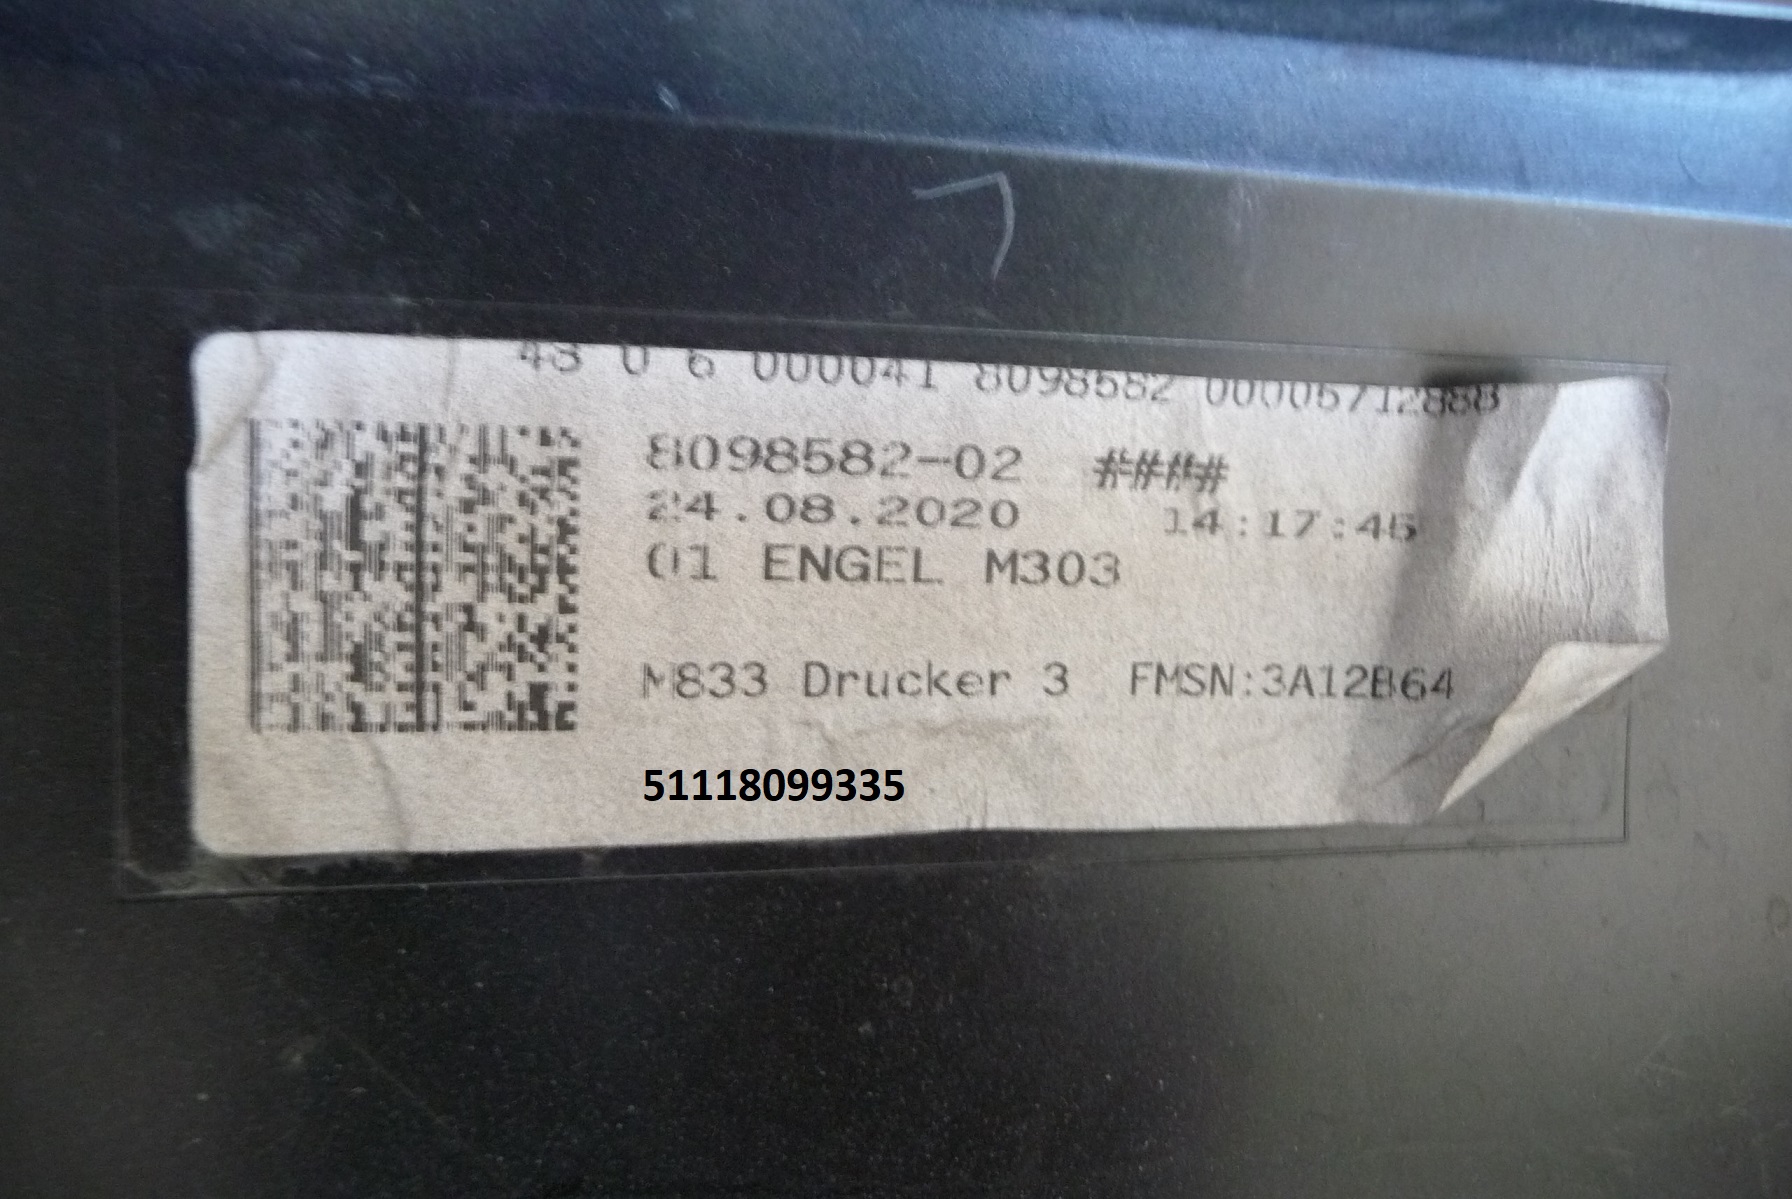 43 0 6 000041 8098582 00005712888
8098582-02 ####
24.08.2020 14:17:45
01 ENGEL M303
M833 Drucker 3 FMSN:3A12B64
51118099335